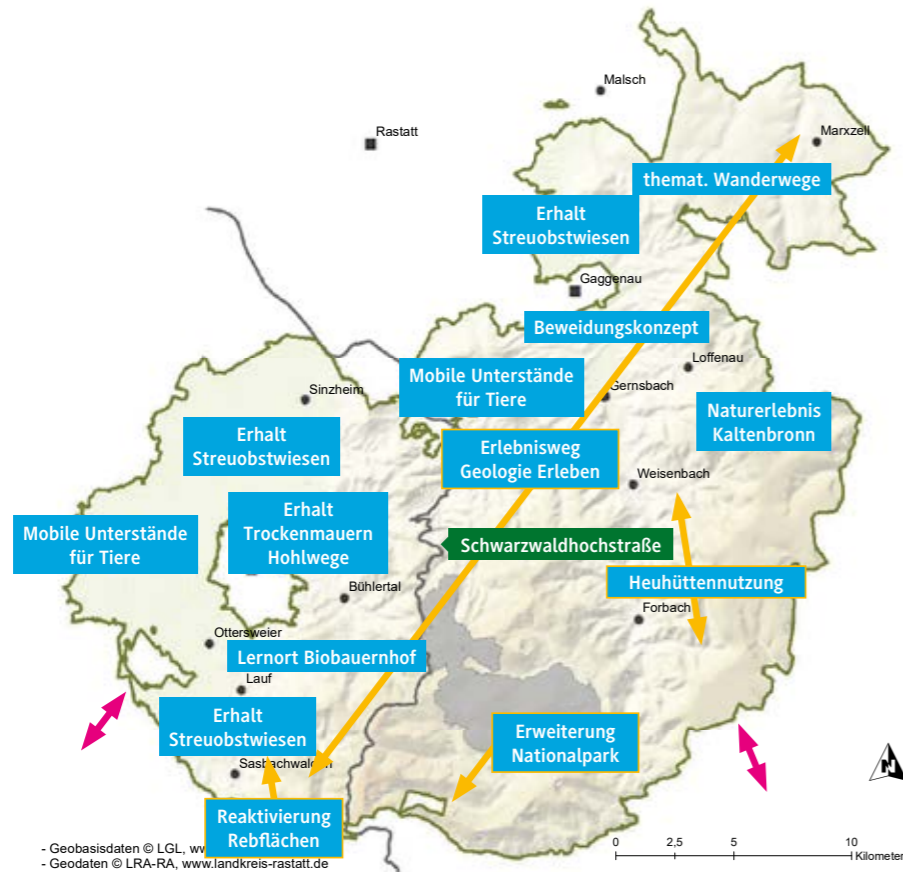 Malsch
Rastatt
Marxzell
themat. Wanderwege
Erhalt
Streuobstwiesen
Gaggenau
Beweidungskonzept
Loffenau
Mobile Unterstände
für Tiere
Gernsbach
Sinzheim
Naturerlebnis
Kaltenbronn
Erhalt
Streuobstwiesen
Erlebnisweg
Geologie Erleben
Weisenbach
Mobile Unterstände
für Tiere
Erhalt
Trockenmauern
Hohlwege
Schwarzwaldhochstraße
Heuhüttennutzung
Bühlertal
Forbach
Ottersweier
Lernort Biobauernhof
Lauf
Erhalt
Streuobstwiesen
Erweiterung
Nationalpark
N
Reaktivierung
Rebflächen
- Geobasisdaten © LGL,
- Geodaten © LRA-RA, www.landkreis-rastatt.de
0 2,5 5 10
Kilometer